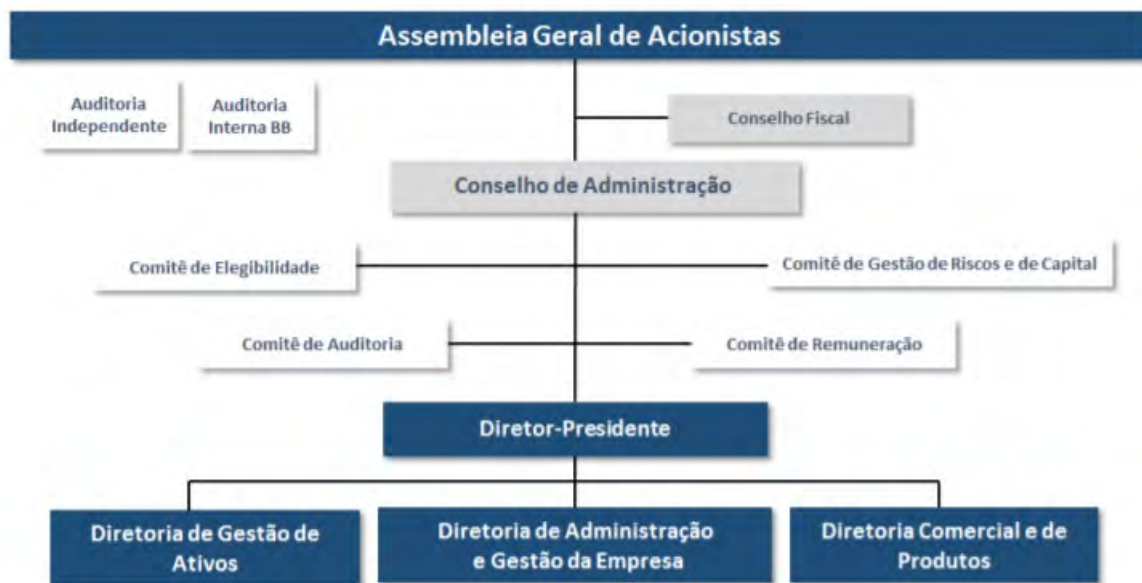 Assembleia Geral de Acionistas
Auditoria
Independente
Auditoria
Interna BB
Conselho Fiscal
Conselho de Administração
Comitê de Elegibilidade
Comitê de Gestão de Riscos e de Capital
Comitê de Auditoria
Comitê de Remuneração
Diretor-Presidente
Diretoria de Gestão de
Ativos
Diretoria de Administração
e Gestão da Empresa
Diretoria Comercial e de
Produtos